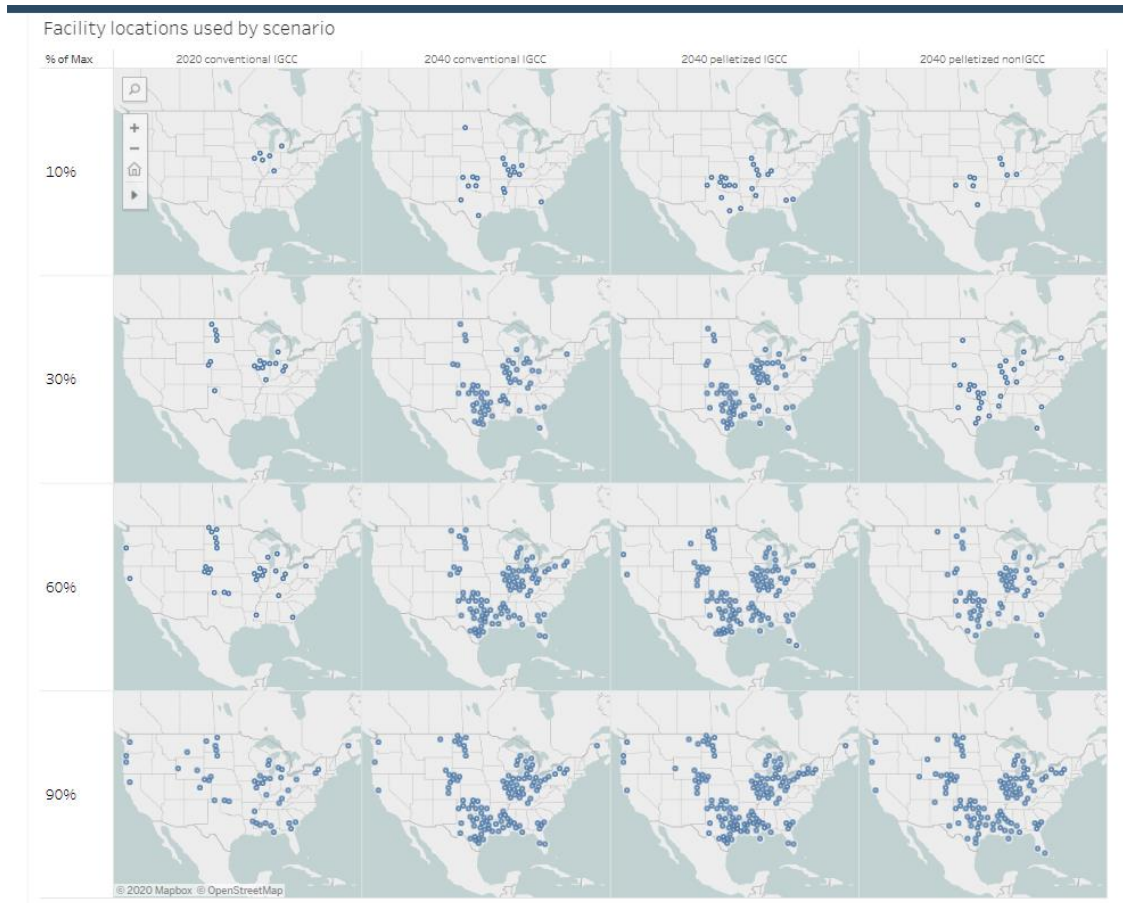 Facility locations used by scenario
% of Max 2020 conventional IGCC 2040 conventional IGCC 2040 pelletized IGCC 2040 pelletized nonIGCC
10%
30%
60%
90%
© 2020 Mapbox © OpenStreetMap